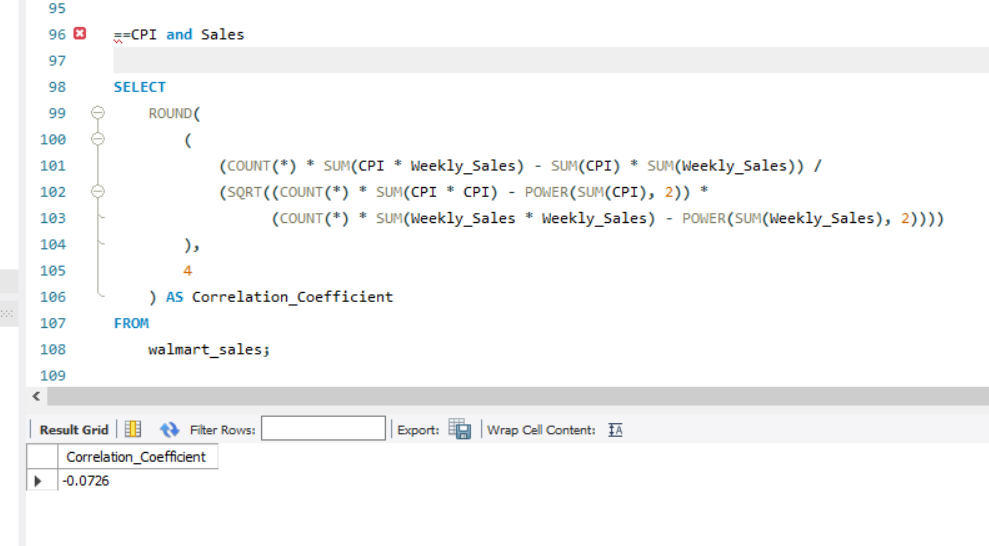 95
96 ==CPI and Sales
97
98 SELECT
99 ROUND(
100 (
101 (COUNT(*) * SUM(CPI * Weekly_Sales) - SUM(CPI) * SUM(Weekly_Sales)) /
102 (SQRT((COUNT(*) * SUM(CPI * CPI) - POWER(SUM(CPI), 2)) *
103 (COUNT(*) * SUM(Weekly_Sales * Weekly_Sales) - POWER(SUM(Weekly_Sales), 2))))
104 ),
105 4
106 ) AS Correlation_Coefficient
107 FROM
108 walmart_sales;
109
Result Grid Filter Rows: Export: Wrap Cell Content: IA
Correlation_Coefficient
-0.0726